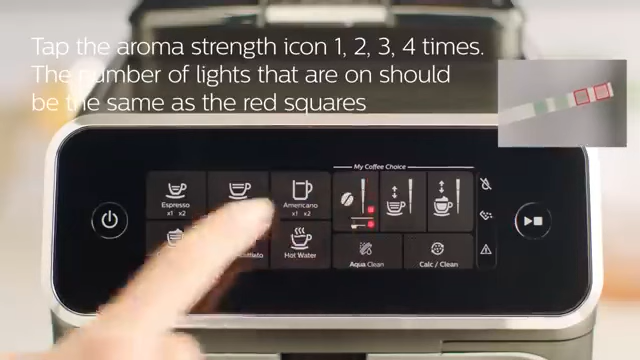 Tap the aroma strength icon 1, 2, 3, 4 times.
The number of lights that are on should
be the same as the red squares
My Coffee Choice
Espresso
x1 x2
Americano
x1 x2
Hot Water
Aqua Clean
Calc / Clean